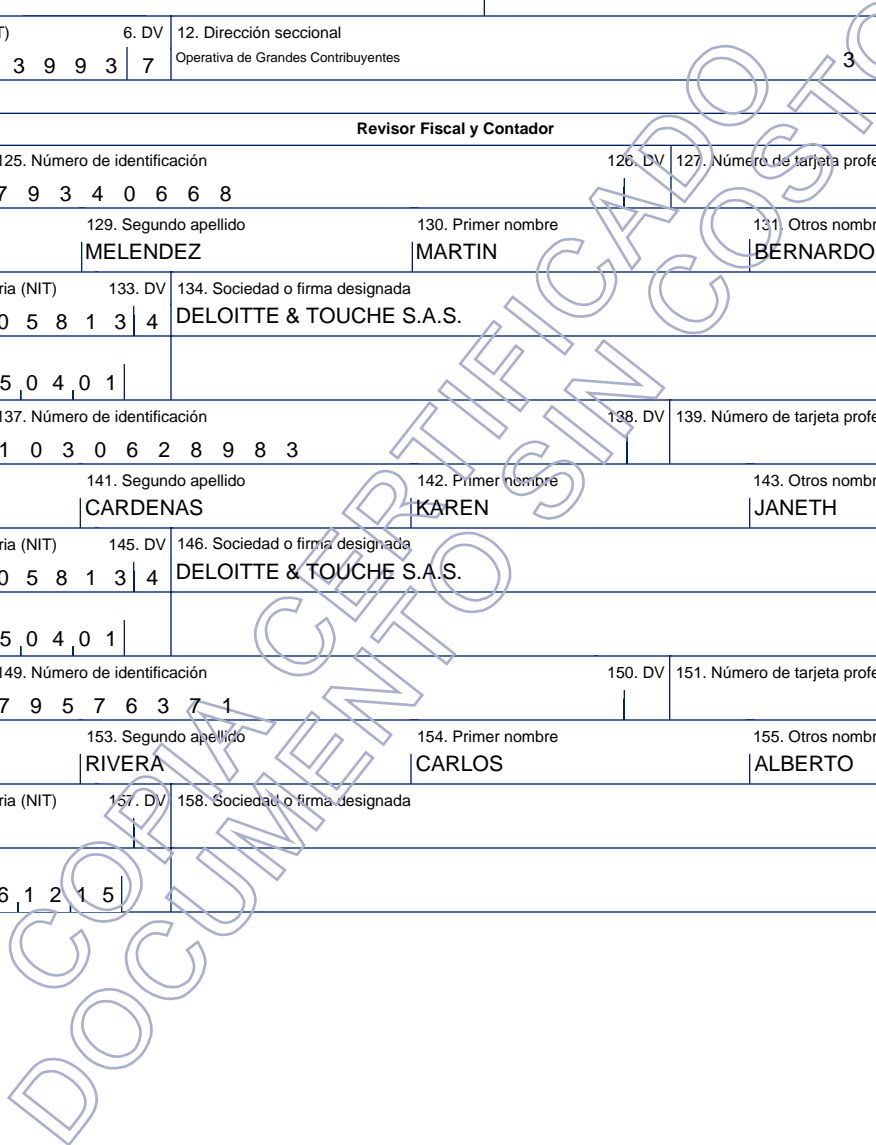 T) 6. DV 12. Dirección seccional
3 9 9 3 7 Operativa de Grandes Contribuyentes 3
Revisor Fiscal y Contador
125. Número de identificación 126. DV 127. Número de tarjeta profe
7 9 3 4 0 6 6 8
129. Segundo apellido 130. Primer nombre 131. Otros nombr
MELENDEZ MARTIN BERNARDO
ria (NIT) 133. DV 134. Sociedad o firma designada
0 5 8 1 3 4 DELOITTE & TOUCHE S.A.S.
5 0 4 0 1
137. Número de identificación 138. DV 139. Número de tarjeta profe
1 0 3 0 6 2 8 9 8 3
141. Segundo apellido 142. Primer nombre 143. Otros nombr
CARDENAS KAREN JANETH
ria (NIT) 145. DV 146. Sociedad o firma designada
0 5 8 1 3 4 DELOITTE & TOUCHE S.A.S.
5 0 4 0 1
149. Número de identificación 150. DV 151. Número de tarjeta profe
7 9 5 7 6 3 7 1
153. Segundo apellido 154. Primer nombre 155. Otros nombr
RIVERA CARLOS ALBERTO
ria (NIT) 157. DV 158. Sociedad o firma designada
6 1 2 1 5
COPIA CERTIFICADO
DOCUMENTO SIN COSTO